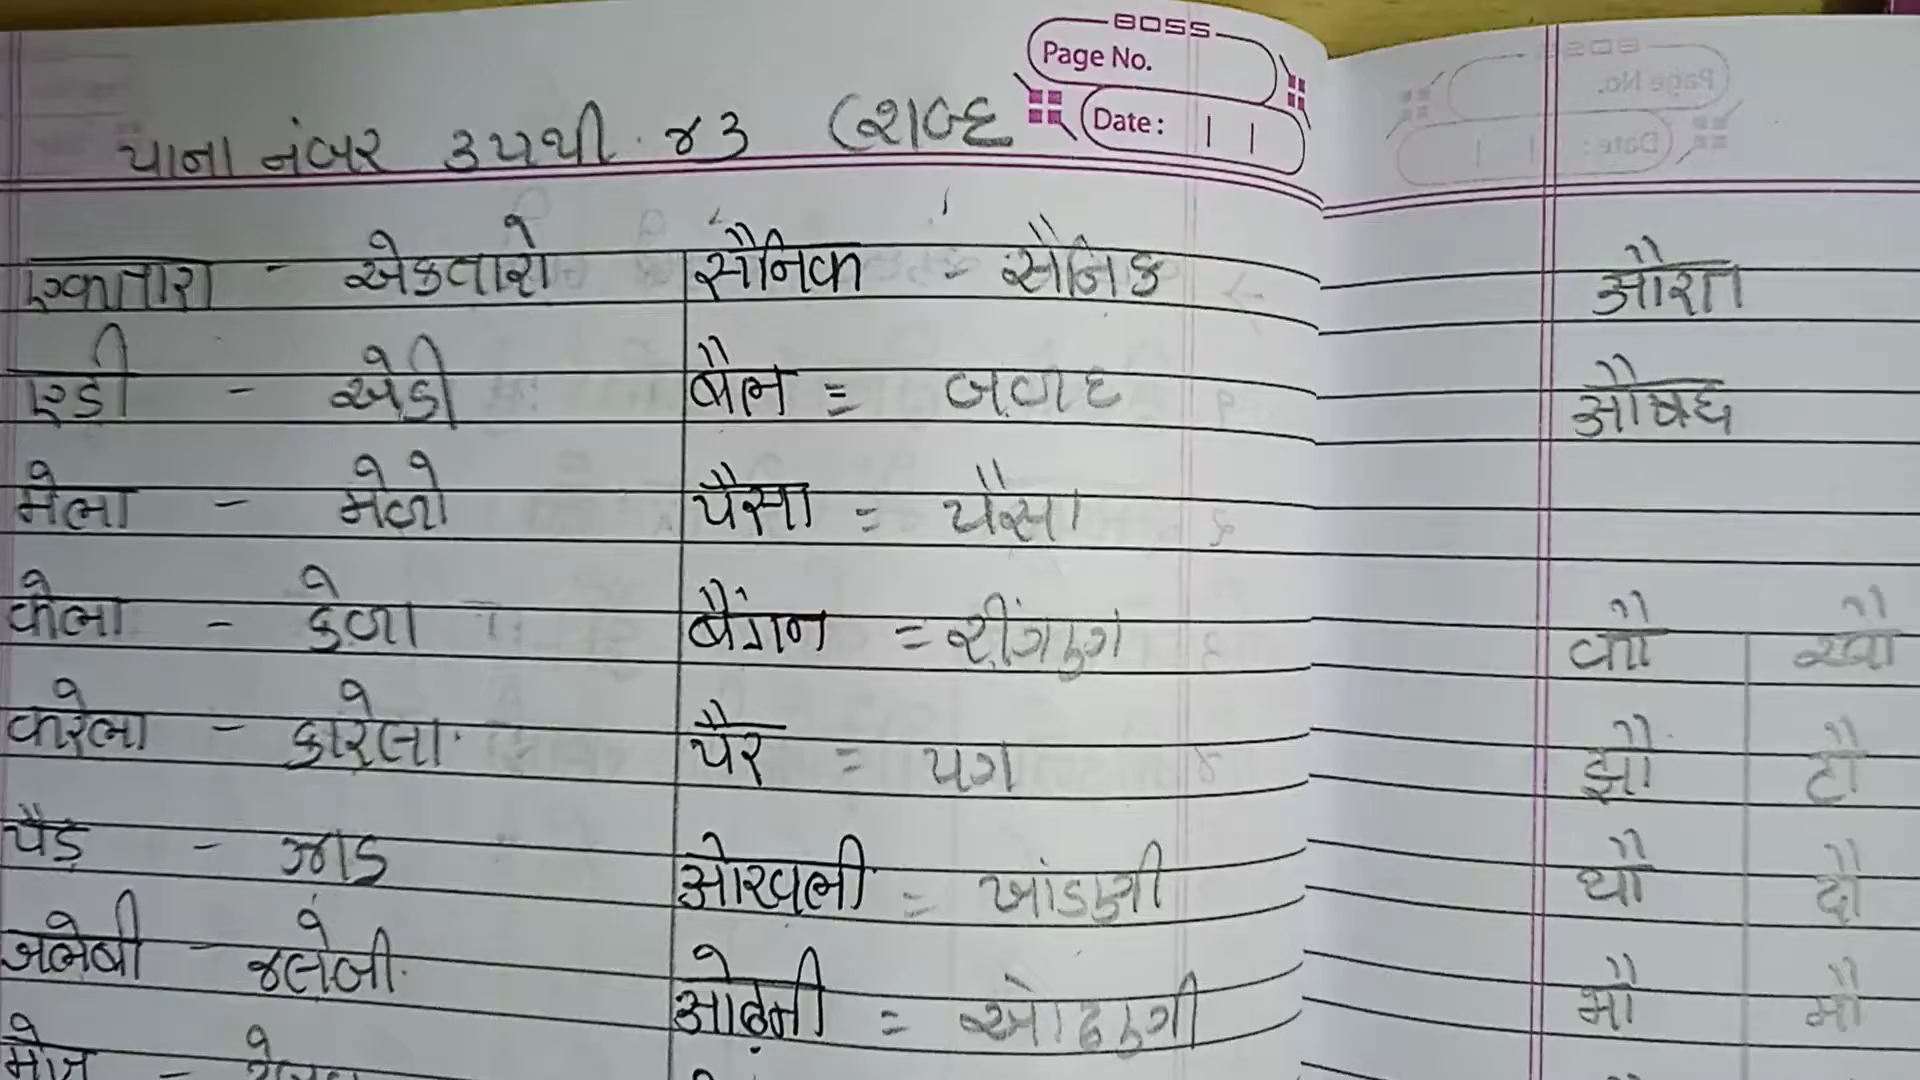 BOSS
Page No.
Date:
પાના નંબર ૩૫થી ૪૩ (શબ્દ
एकतारा - એકતારો
एडी - એડી
मेला - મેળો
केला - કેળા
करेला - કારેલા
पैड़ - ઝાડ
जलेबी - જલેબી
सैनिक = સૈનિક
बैल = બળદ
पैसा = પૈસા
बैंगन = રીંગણ
पैर = પગ
ओखली = ખાંડણી
ओढ़नी = ઓઢણી
औरत
औषध
कौ खौ
झौ टौ
थौ दौ
भौ मौ